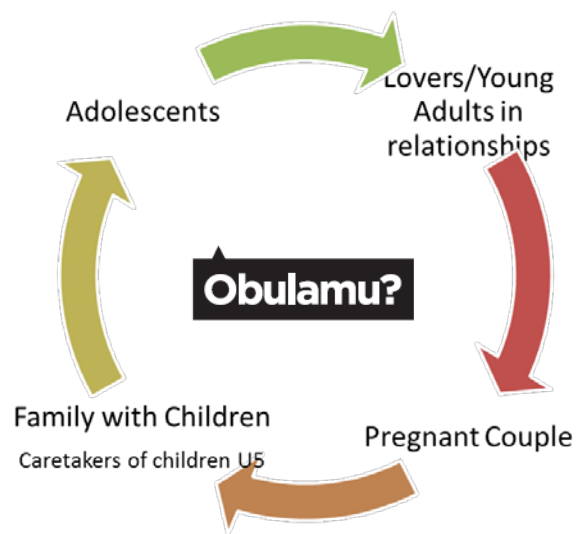 Adolescents
Lovers/Young
Adults in
relationships
Obulamu?
Family with Children
Caretakers of children U5
Pregnant Couple